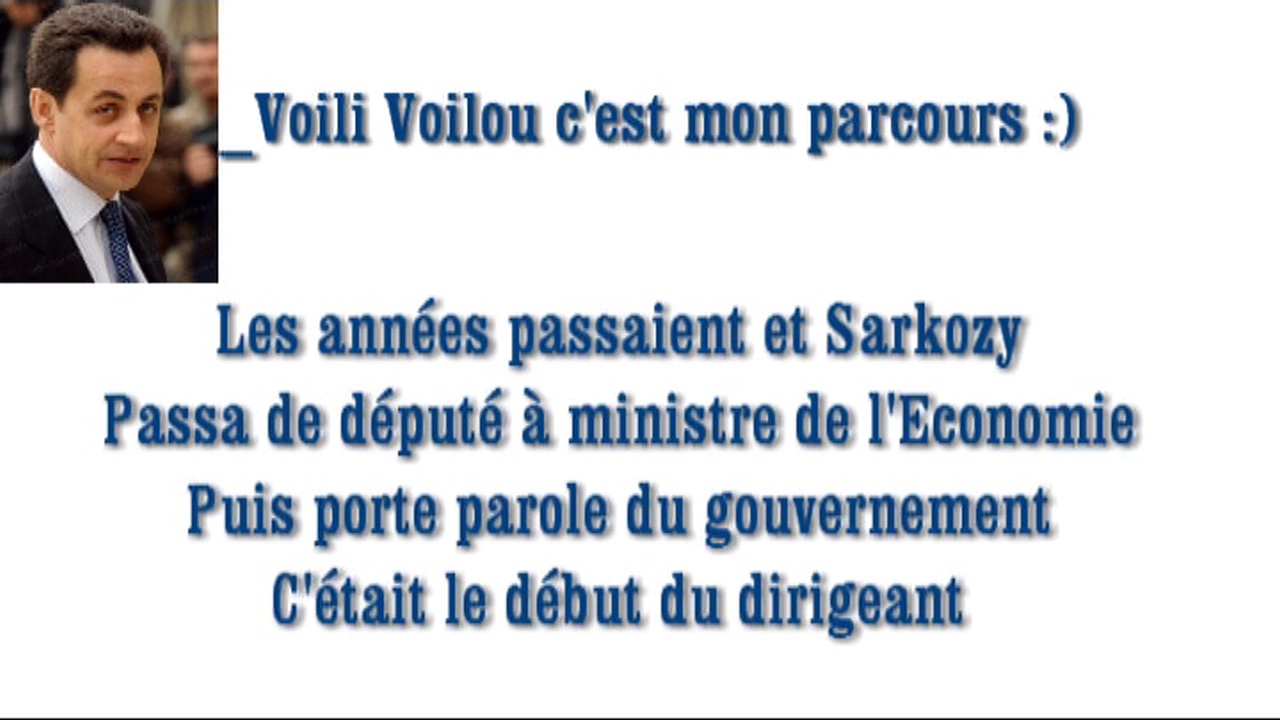 _Voili Voilou c'est mon parcours :)
Les années passaient et Sarkozy
Passa de député à ministre de l'Economie
Puis porte parole du gouvernement
C'était le début du dirigeant